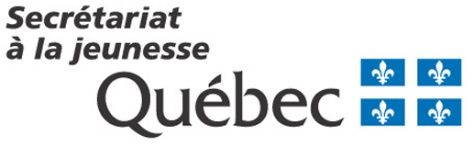 Secrétariat
à la jeunesse
Québec